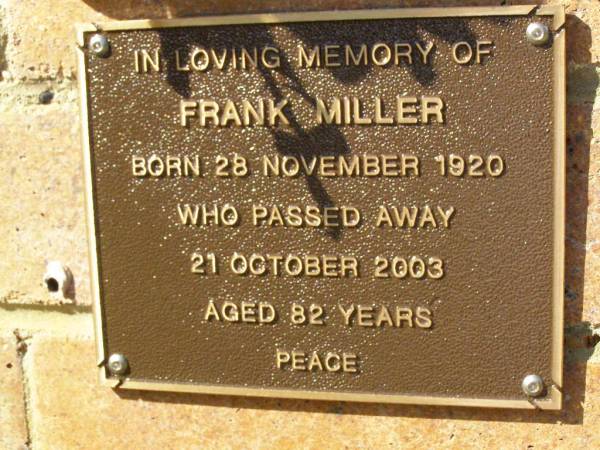 IN LOVING MEMORY OF
FRANK MILLER
BORN 28 NOVEMBER 1920
WHO PASSED AWAY
21 OCTOBER 2003
AGED 82 YEARS
PEACE